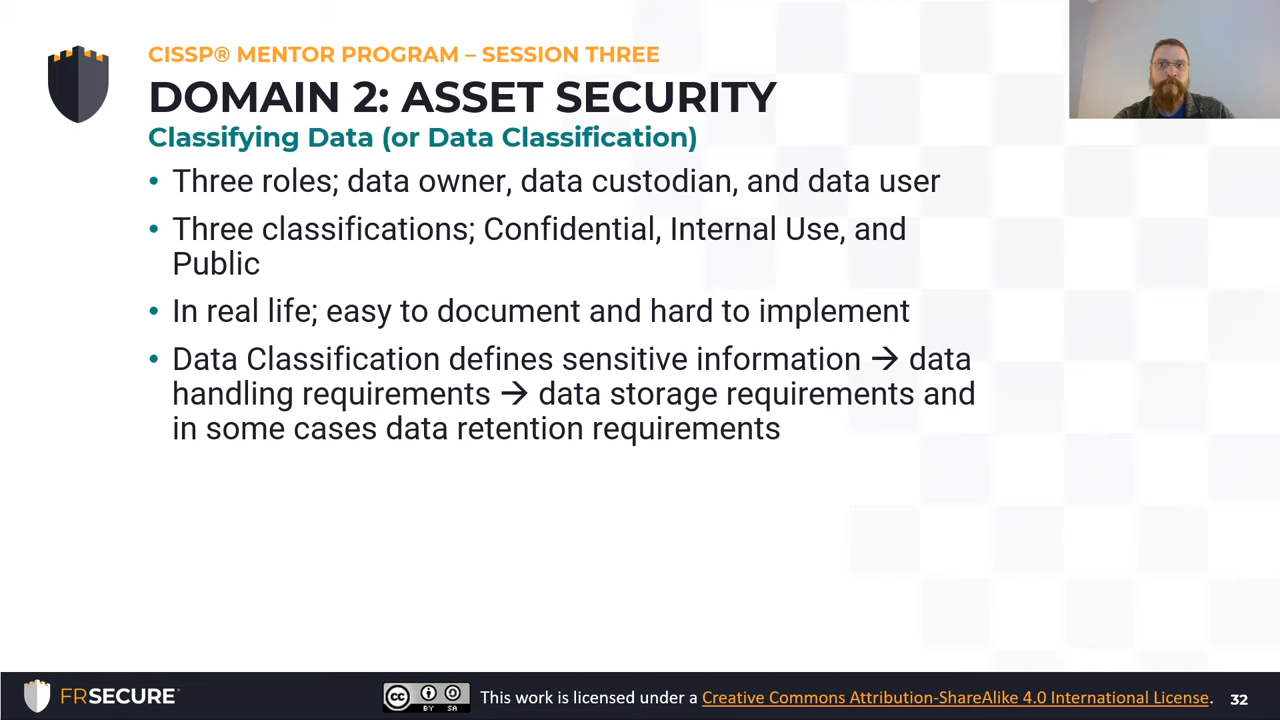 CISSP® MENTOR PROGRAM – SESSION THREE
DOMAIN 2: ASSET SECURITY
Classifying Data (or Data Classification)
• Three roles; data owner, data custodian, and data user
• Three classifications; Confidential, Internal Use, and
Public
• In real life; easy to document and hard to implement
• Data Classification defines sensitive information → data
handling requirements → data storage requirements and
in some cases data retention requirements
FRSECURE®
cc BY SA
This work is licensed under a Creative Commons Attribution-ShareAlike 4.0 International License.
32